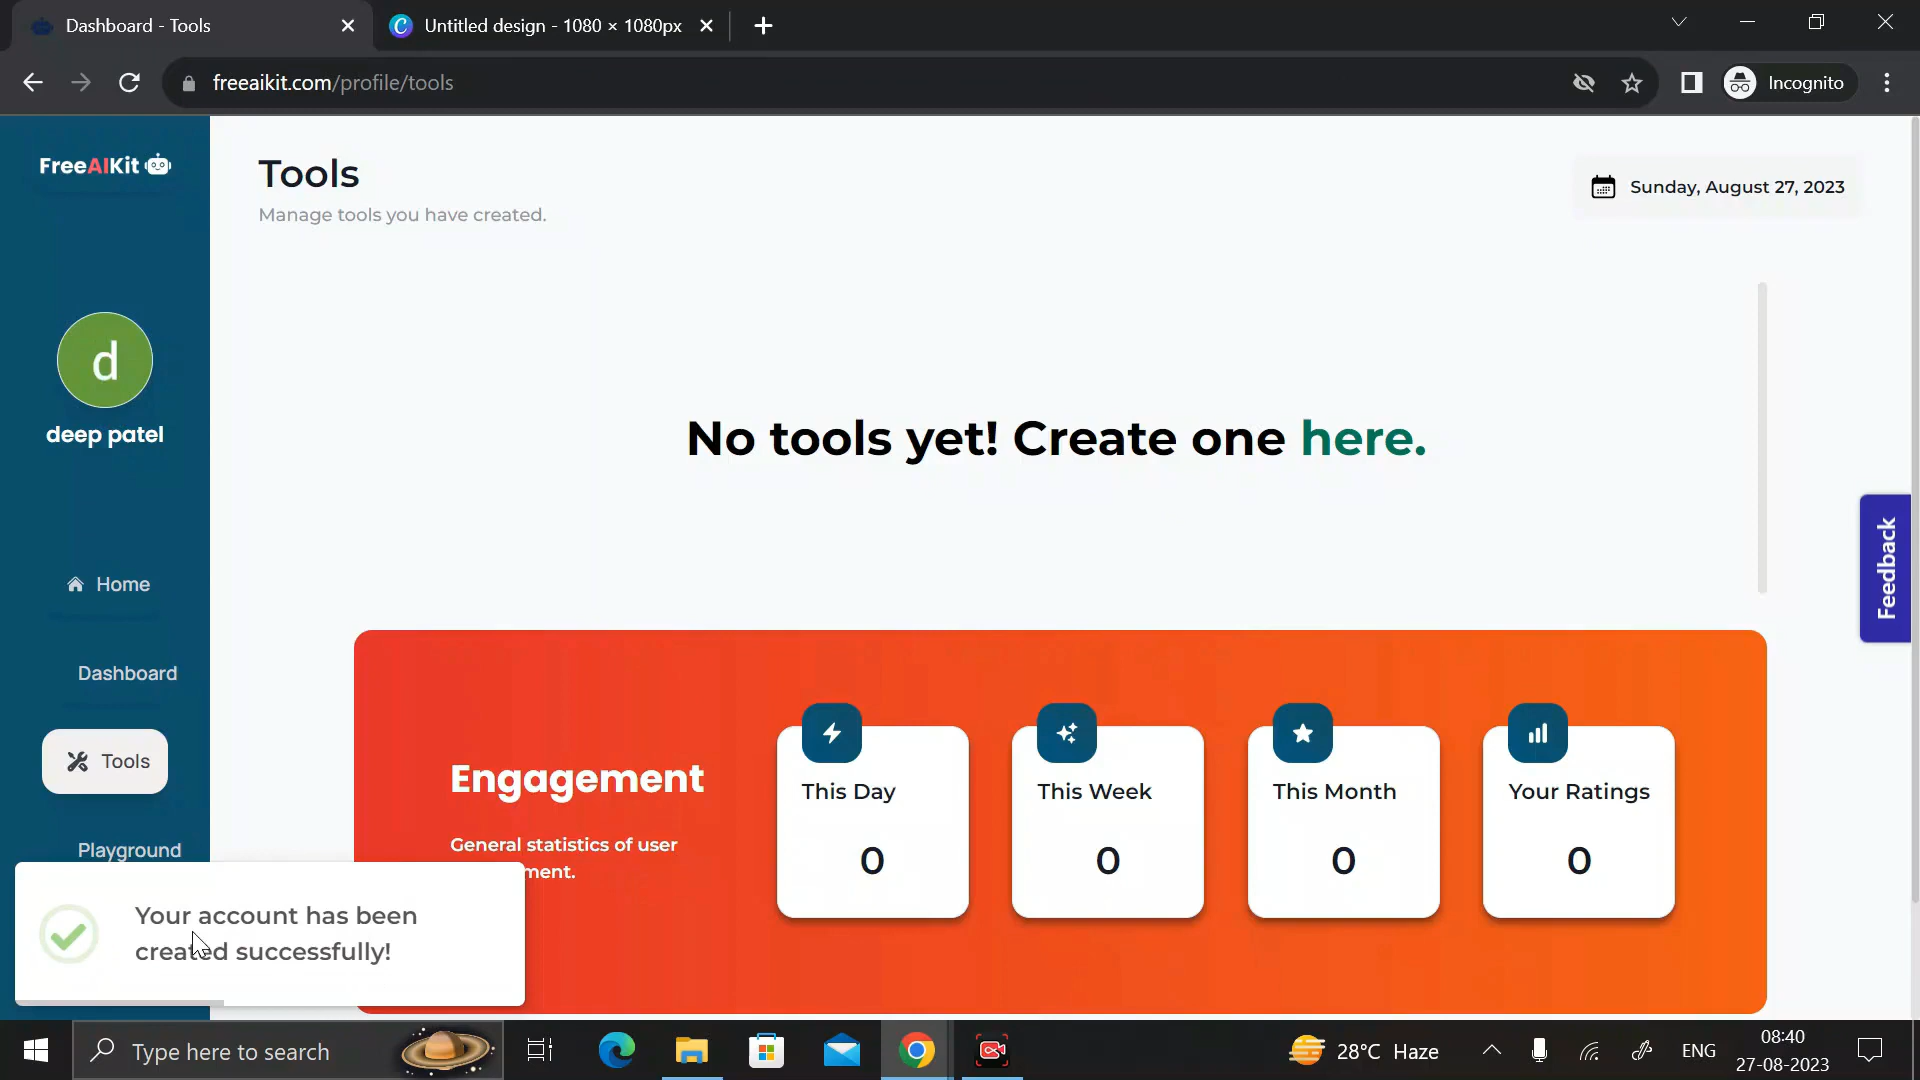 Dashboard - Tools
Untitled design - 1080 × 1080px
freeaikit.com/profile/tools
Incognito
FreeAIKit
Tools
Manage tools you have created.
Sunday, August 27, 2023
d
deep patel
No tools yet! Create one here.
Feedback
Home
Dashboard
Tools
Playground
Engagement
General statistics of user
ment.
This Day
0
This Week
0
This Month
0
Your Ratings
0
Your account has been
created successfully!
Type here to search
28°C Haze
ENG
08:40
27-08-2023